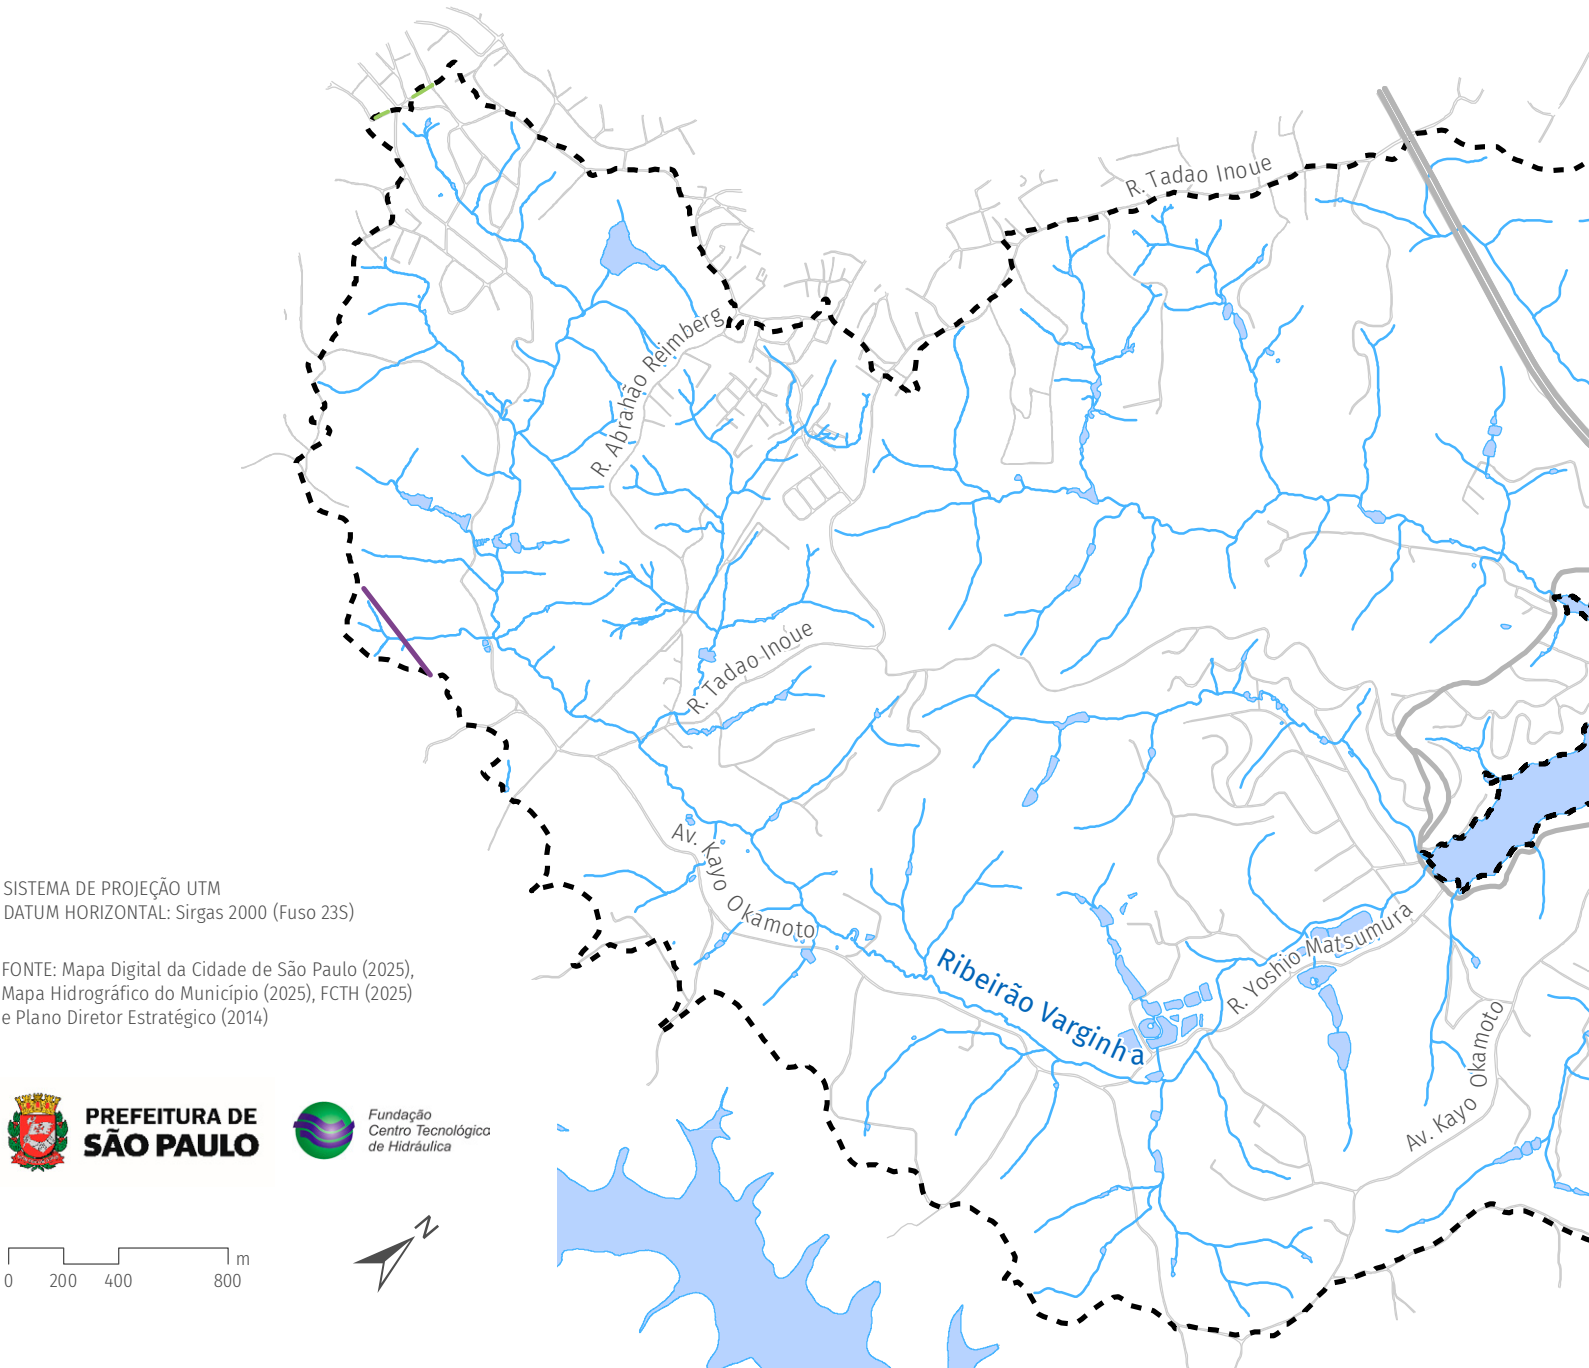 R. Tadao Inoue
R. Abrahão Reimberg
R. Tadao Inoue
Av. Kayo Okamoto
Ribeirão Varginha
R. Yoshio Matsumura
Av. Kayo Okamoto
SISTEMA DE PROJEÇÃO UTM
DATUM HORIZONTAL: Sirgas 2000 (Fuso 23S)
FONTE: Mapa Digital da Cidade de São Paulo (2025),
Mapa Hidrográfico do Município (2025), FCTH (2025)
e Plano Diretor Estratégico (2014)
PREFEITURA DE
SÃO PAULO
Fundação
Centro Tecnológica
de Hidráulica
N
m
0 200 400 800